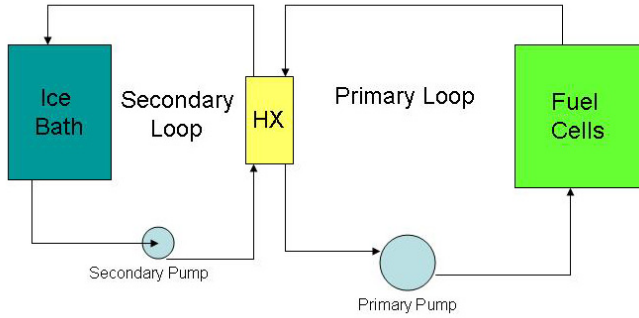 Ice
Bath
Secondary
Loop
HX
Primary Loop
Fuel
Cells
Secondary Pump
Primary Pump